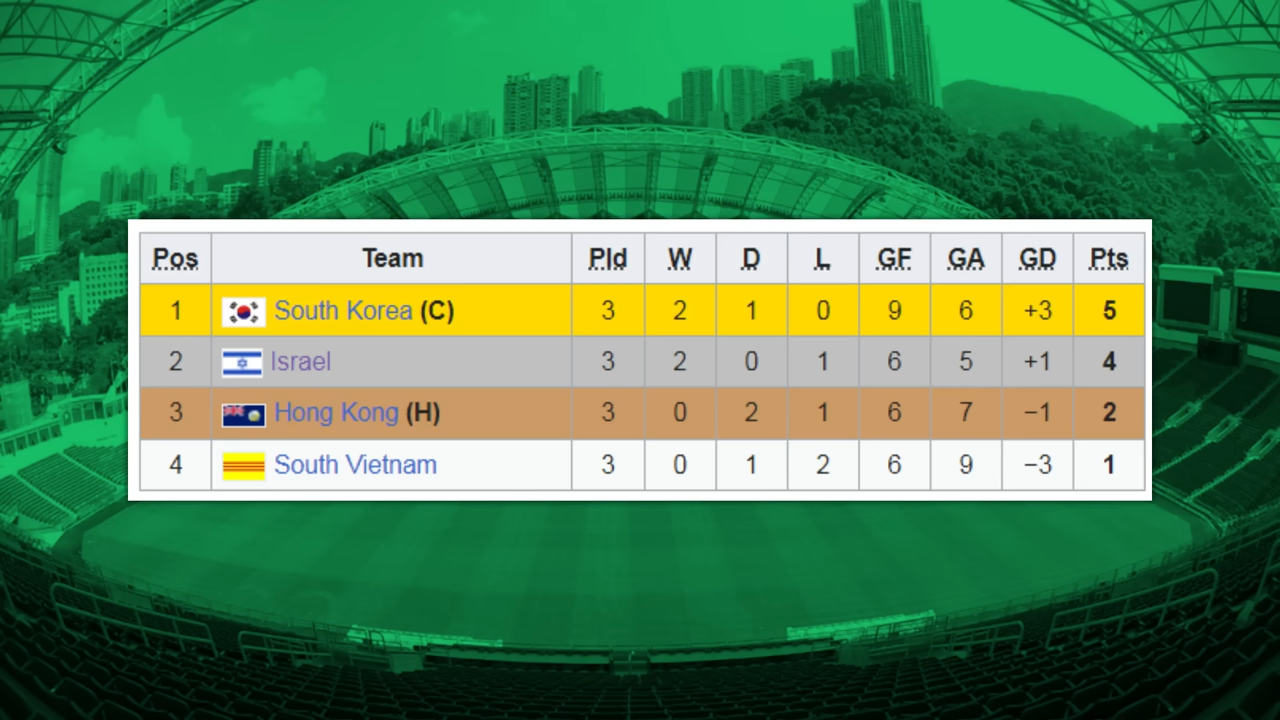 Pos Team Pld W D L GF GA GD Pts
1 South Korea (C) 3 2 1 0 9 6 +3 5
2 Israel 3 2 0 1 6 5 +1 4
3 Hong Kong (H) 3 0 2 1 6 7 −1 2
4 South Vietnam 3 0 1 2 6 9 −3 1